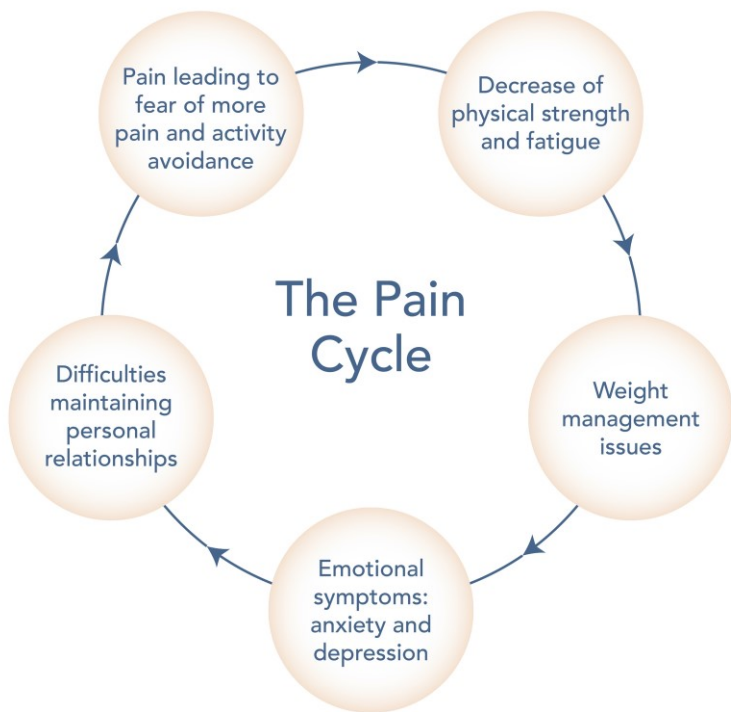 The Pain
Cycle
Pain leading to
fear of more
pain and activity
avoidance
Decrease of
physical strength
and fatigue
Weight
management
issues
Emotional
symptoms:
anxiety and
depression
Difficulties
maintaining
personal
relationships